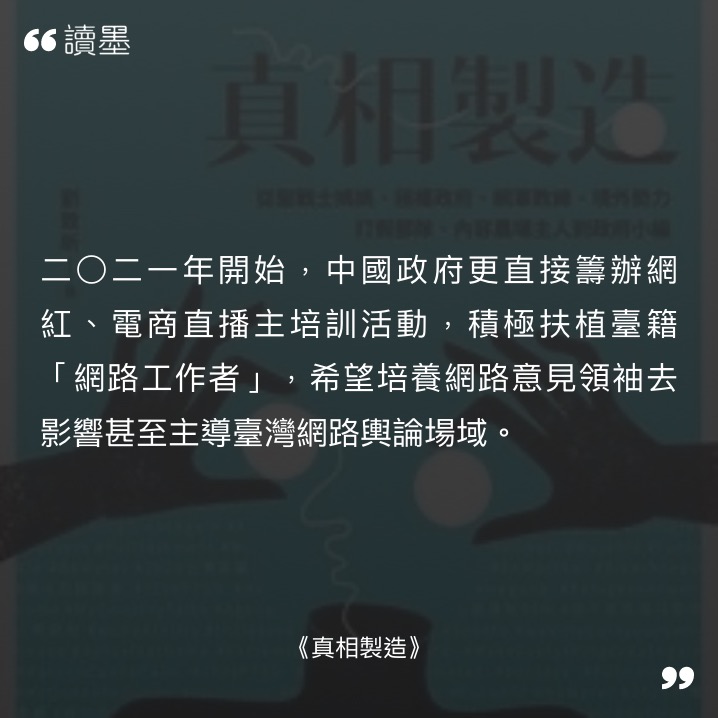 讀墨
真相製造
二〇二一年開始，中國政府更直接籌辦網
紅、電商直播主培訓活動，積極扶植臺籍
「網路工作者」，希望培養網路意見領袖去
影響甚至主導臺灣網路輿論場域。
《真相製造》